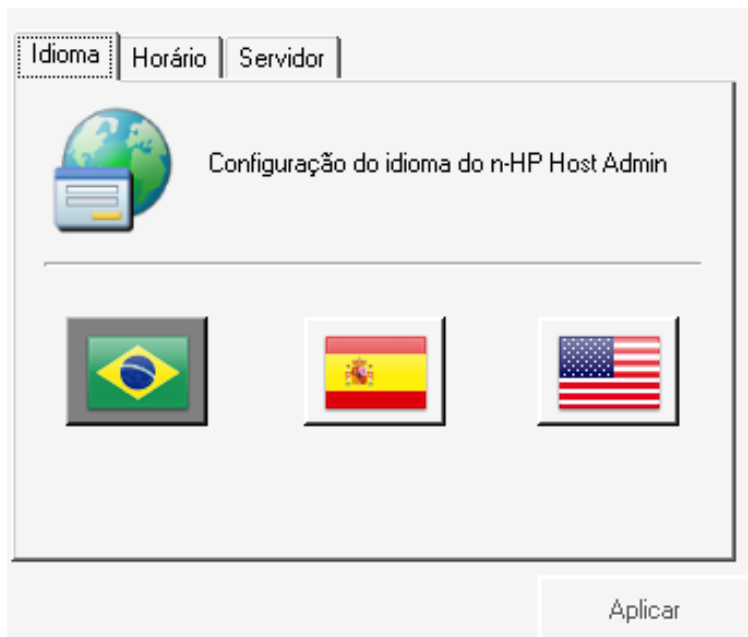 Idioma
Horário
Servidor
Configuração do idioma do n-HP Host Admin
Aplicar